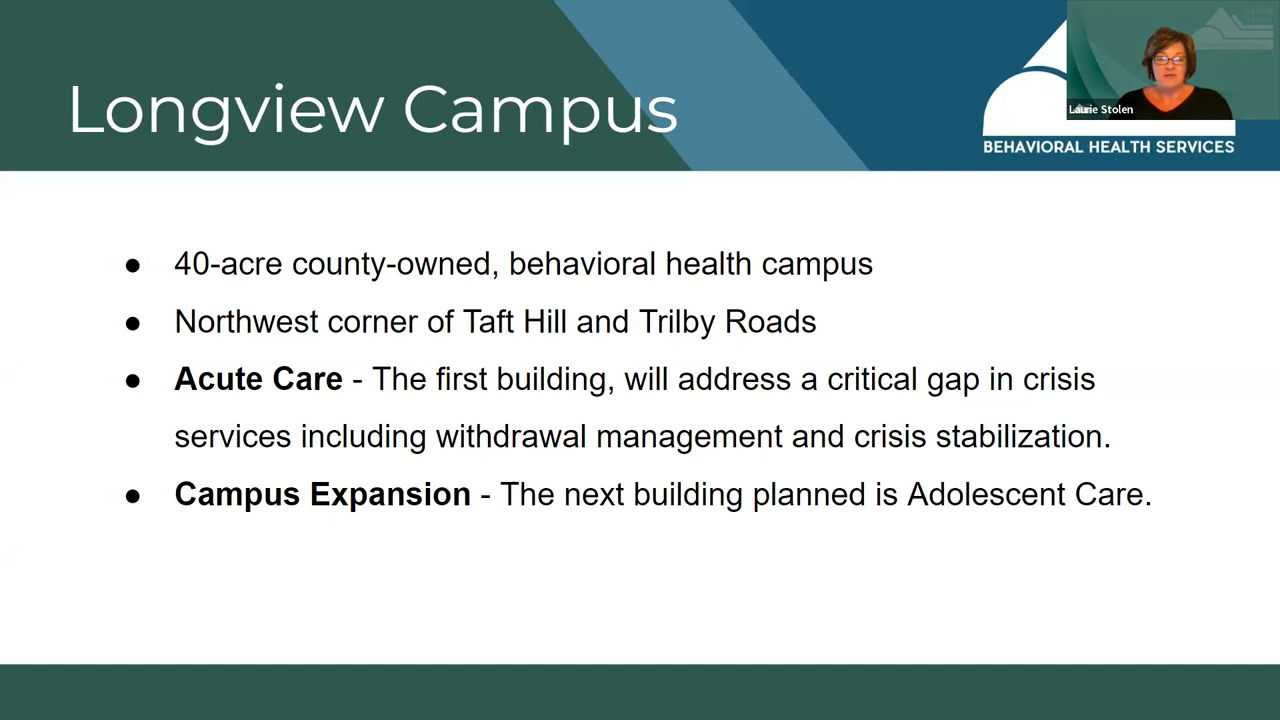 Longview Campus
Laurie Stolen
BEHAVIORAL HEALTH SERVICES
● 40-acre county-owned, behavioral health campus
● Northwest corner of Taft Hill and Trilby Roads
● Acute Care - The first building, will address a critical gap in crisis
services including withdrawal management and crisis stabilization.
● Campus Expansion - The next building planned is Adolescent Care.